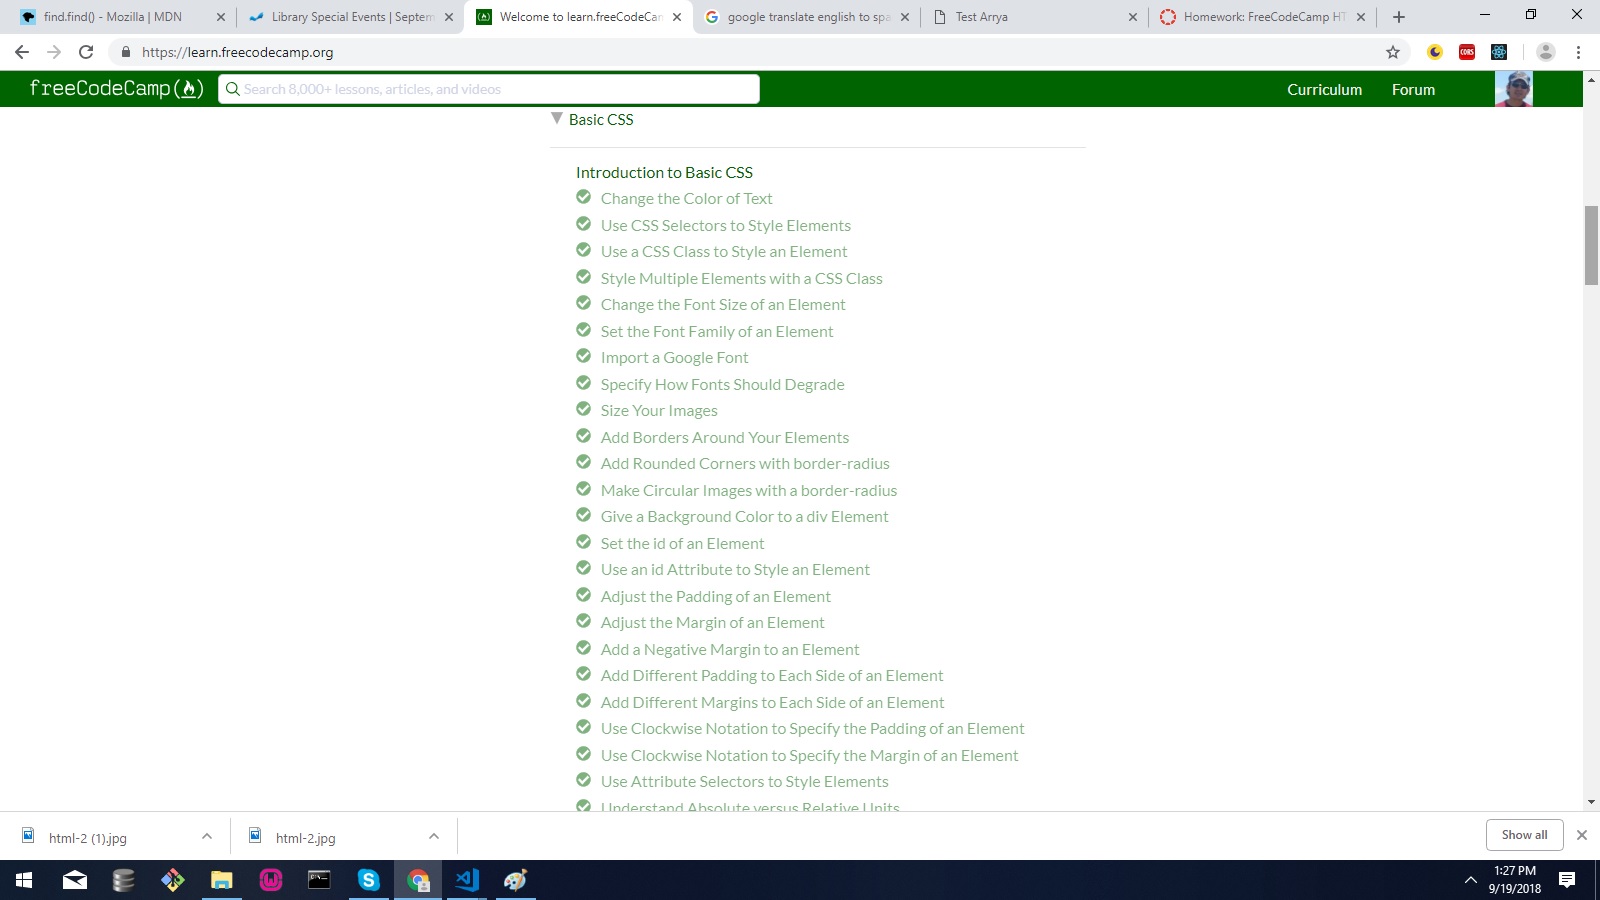 find.find() - Mozilla | MDN
Library Special Events | Septem
Welcome to learn.freeCodeCam
google translate english to spa
Test Arrya
Homework: FreeCodeCamp HT
https://learn.freecodecamp.org
CORS
freeCodeCamp
Search 8,000+ lessons, articles, and videos
Curriculum
Forum
Basic CSS
Introduction to Basic CSS
Change the Color of Text
Use CSS Selectors to Style Elements
Use a CSS Class to Style an Element
Style Multiple Elements with a CSS Class
Change the Font Size of an Element
Set the Font Family of an Element
Import a Google Font
Specify How Fonts Should Degrade
Size Your Images
Add Borders Around Your Elements
Add Rounded Corners with border-radius
Make Circular Images with a border-radius
Give a Background Color to a div Element
Set the id of an Element
Use an id Attribute to Style an Element
Adjust the Padding of an Element
Adjust the Margin of an Element
Add a Negative Margin to an Element
Add Different Padding to Each Side of an Element
Add Different Margins to Each Side of an Element
Use Clockwise Notation to Specify the Padding of an Element
Use Clockwise Notation to Specify the Margin of an Element
Use Attribute Selectors to Style Elements
Understand Absolute versus Relative Units
html-2 (1).jpg
html-2.jpg
Show all
1:27 PM
9/19/2018